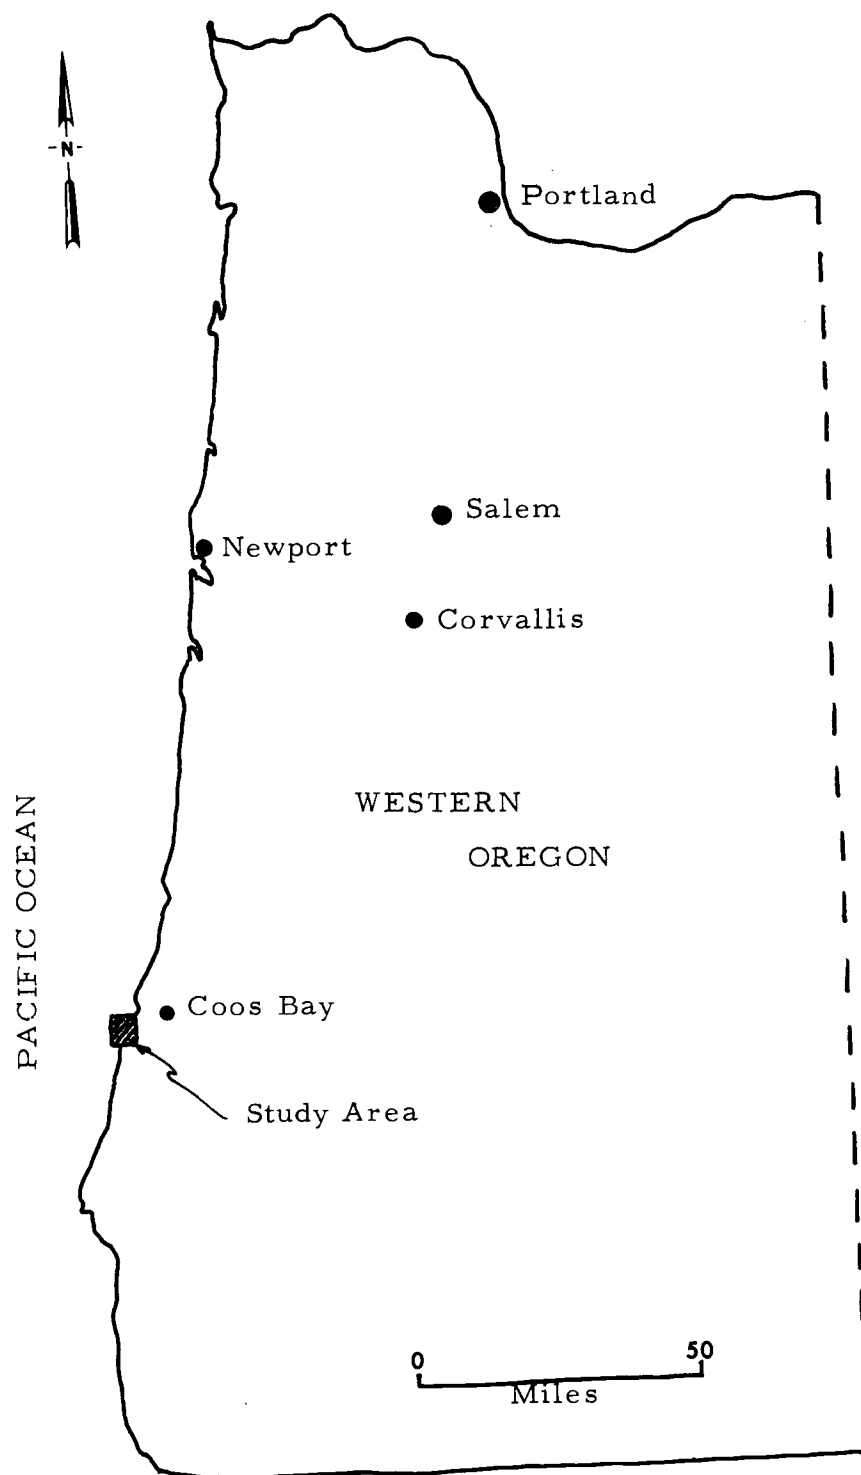 -N-
Portland
Salem
Newport
Corvallis
WESTERN
OREGON
PACIFIC OCEAN
Coos Bay
Study Area
0 50
Miles